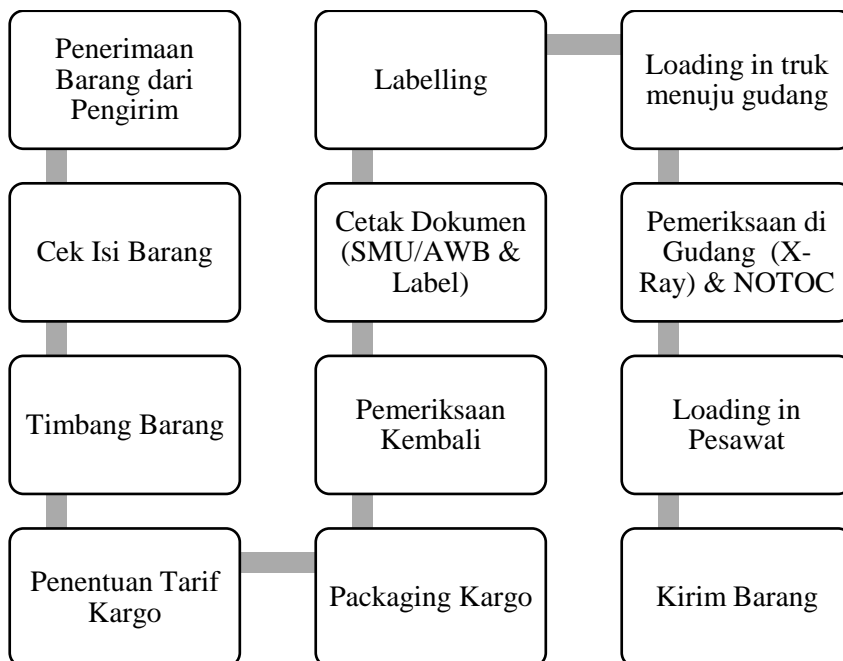 Penerimaan
Barang dari
Pengirim
Cek Isi Barang
Timbang Barang
Penentuan Tarif
Kargo
Packaging Kargo
Pemeriksaan
Kembali
Cetak Dokumen
(SMU/AWB &
Label)
Labelling
Loading in truk
menuju gudang
Pemeriksaan di
Gudang (X-
Ray) & NOTOC
Loading in
Pesawat
Kirim Barang